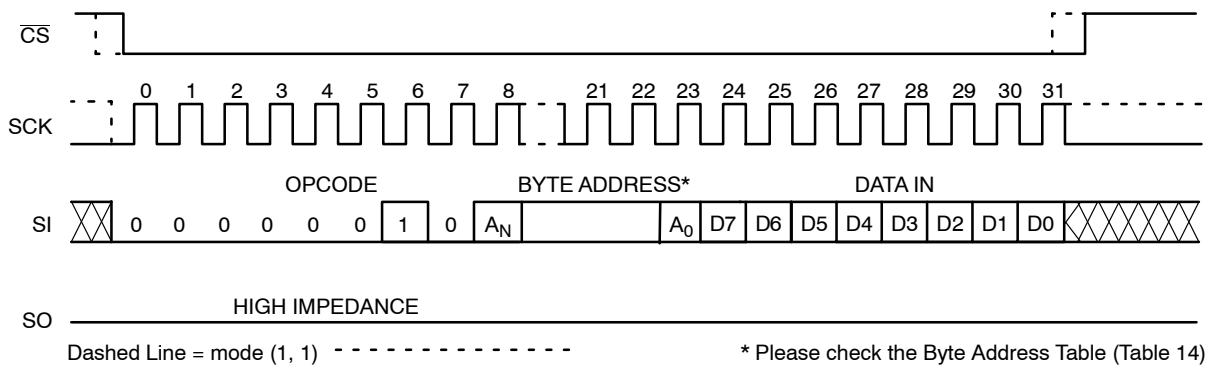 CS
0 1 2 3 4 5 6 7 8 21 22 23 24 25 26 27 28 29 30 31
SCK
OPCODE BYTE ADDRESS* DATA IN
SI 0 0 0 0 0 0 1 0 AN A0 D7 D6 D5 D4 D3 D2 D1 D0
HIGH IMPEDANCE
SO
Dashed Line = mode (1, 1) * Please check the Byte Address Table (Table 14)